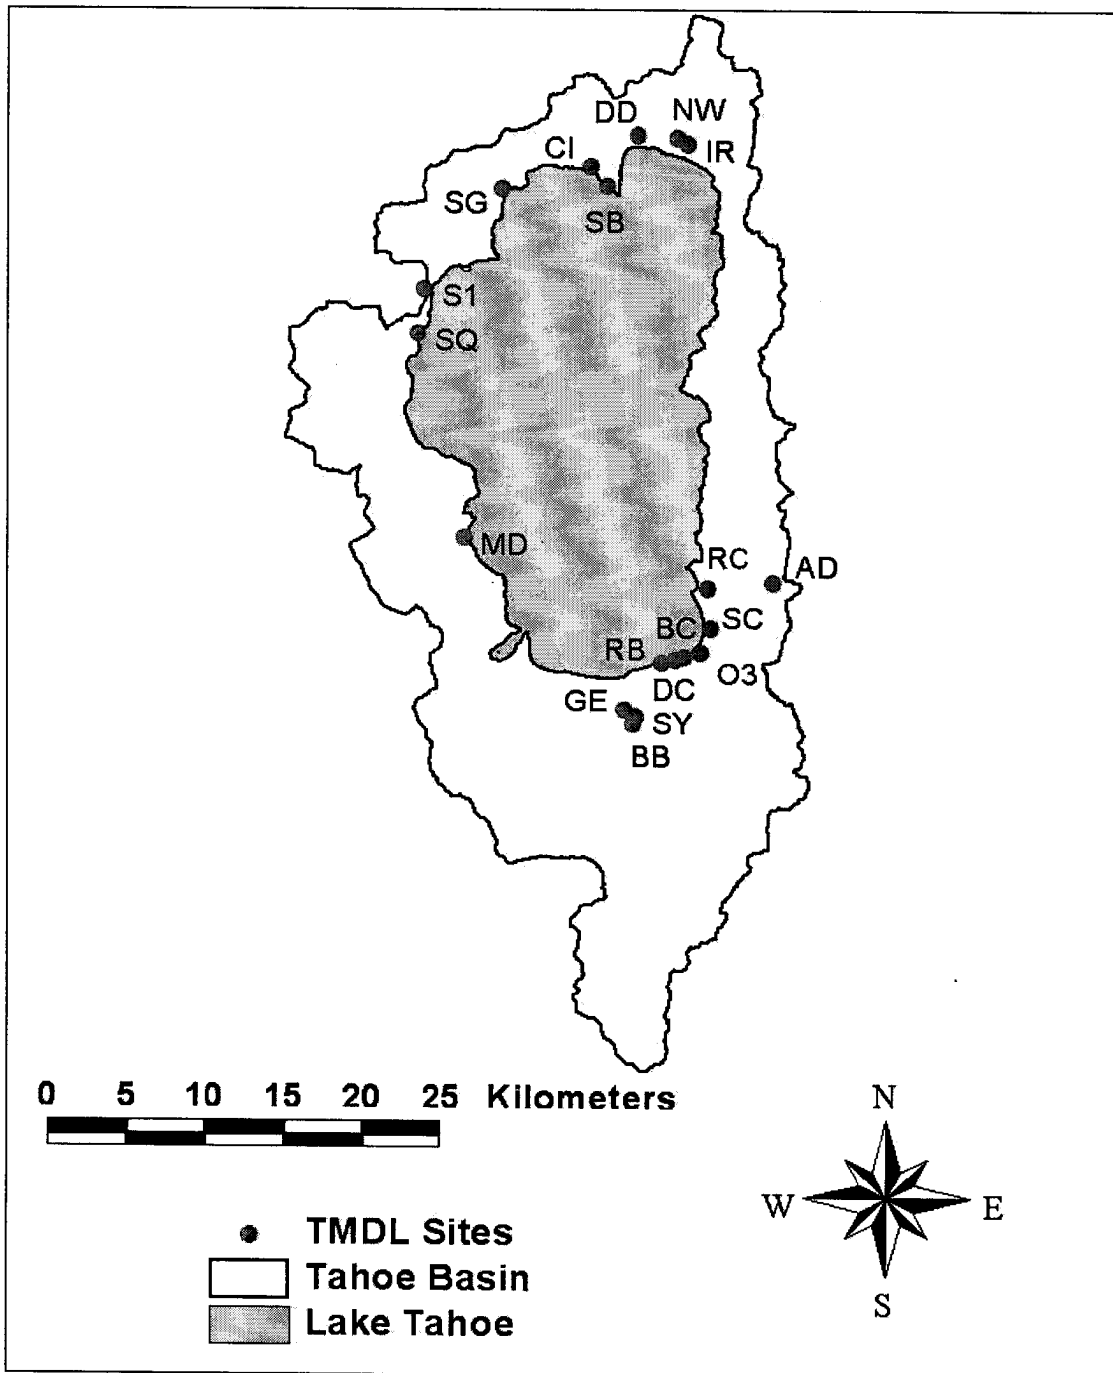 DD
NW
CI
IR
SG
SB
S1
SQ
MD
RC
AD
BC
SC
RB
O3
DC
GE
SY
BB
0 5 10 15 20 25 Kilometers
N
W
E
S
TMDL Sites
Tahoe Basin
Lake Tahoe